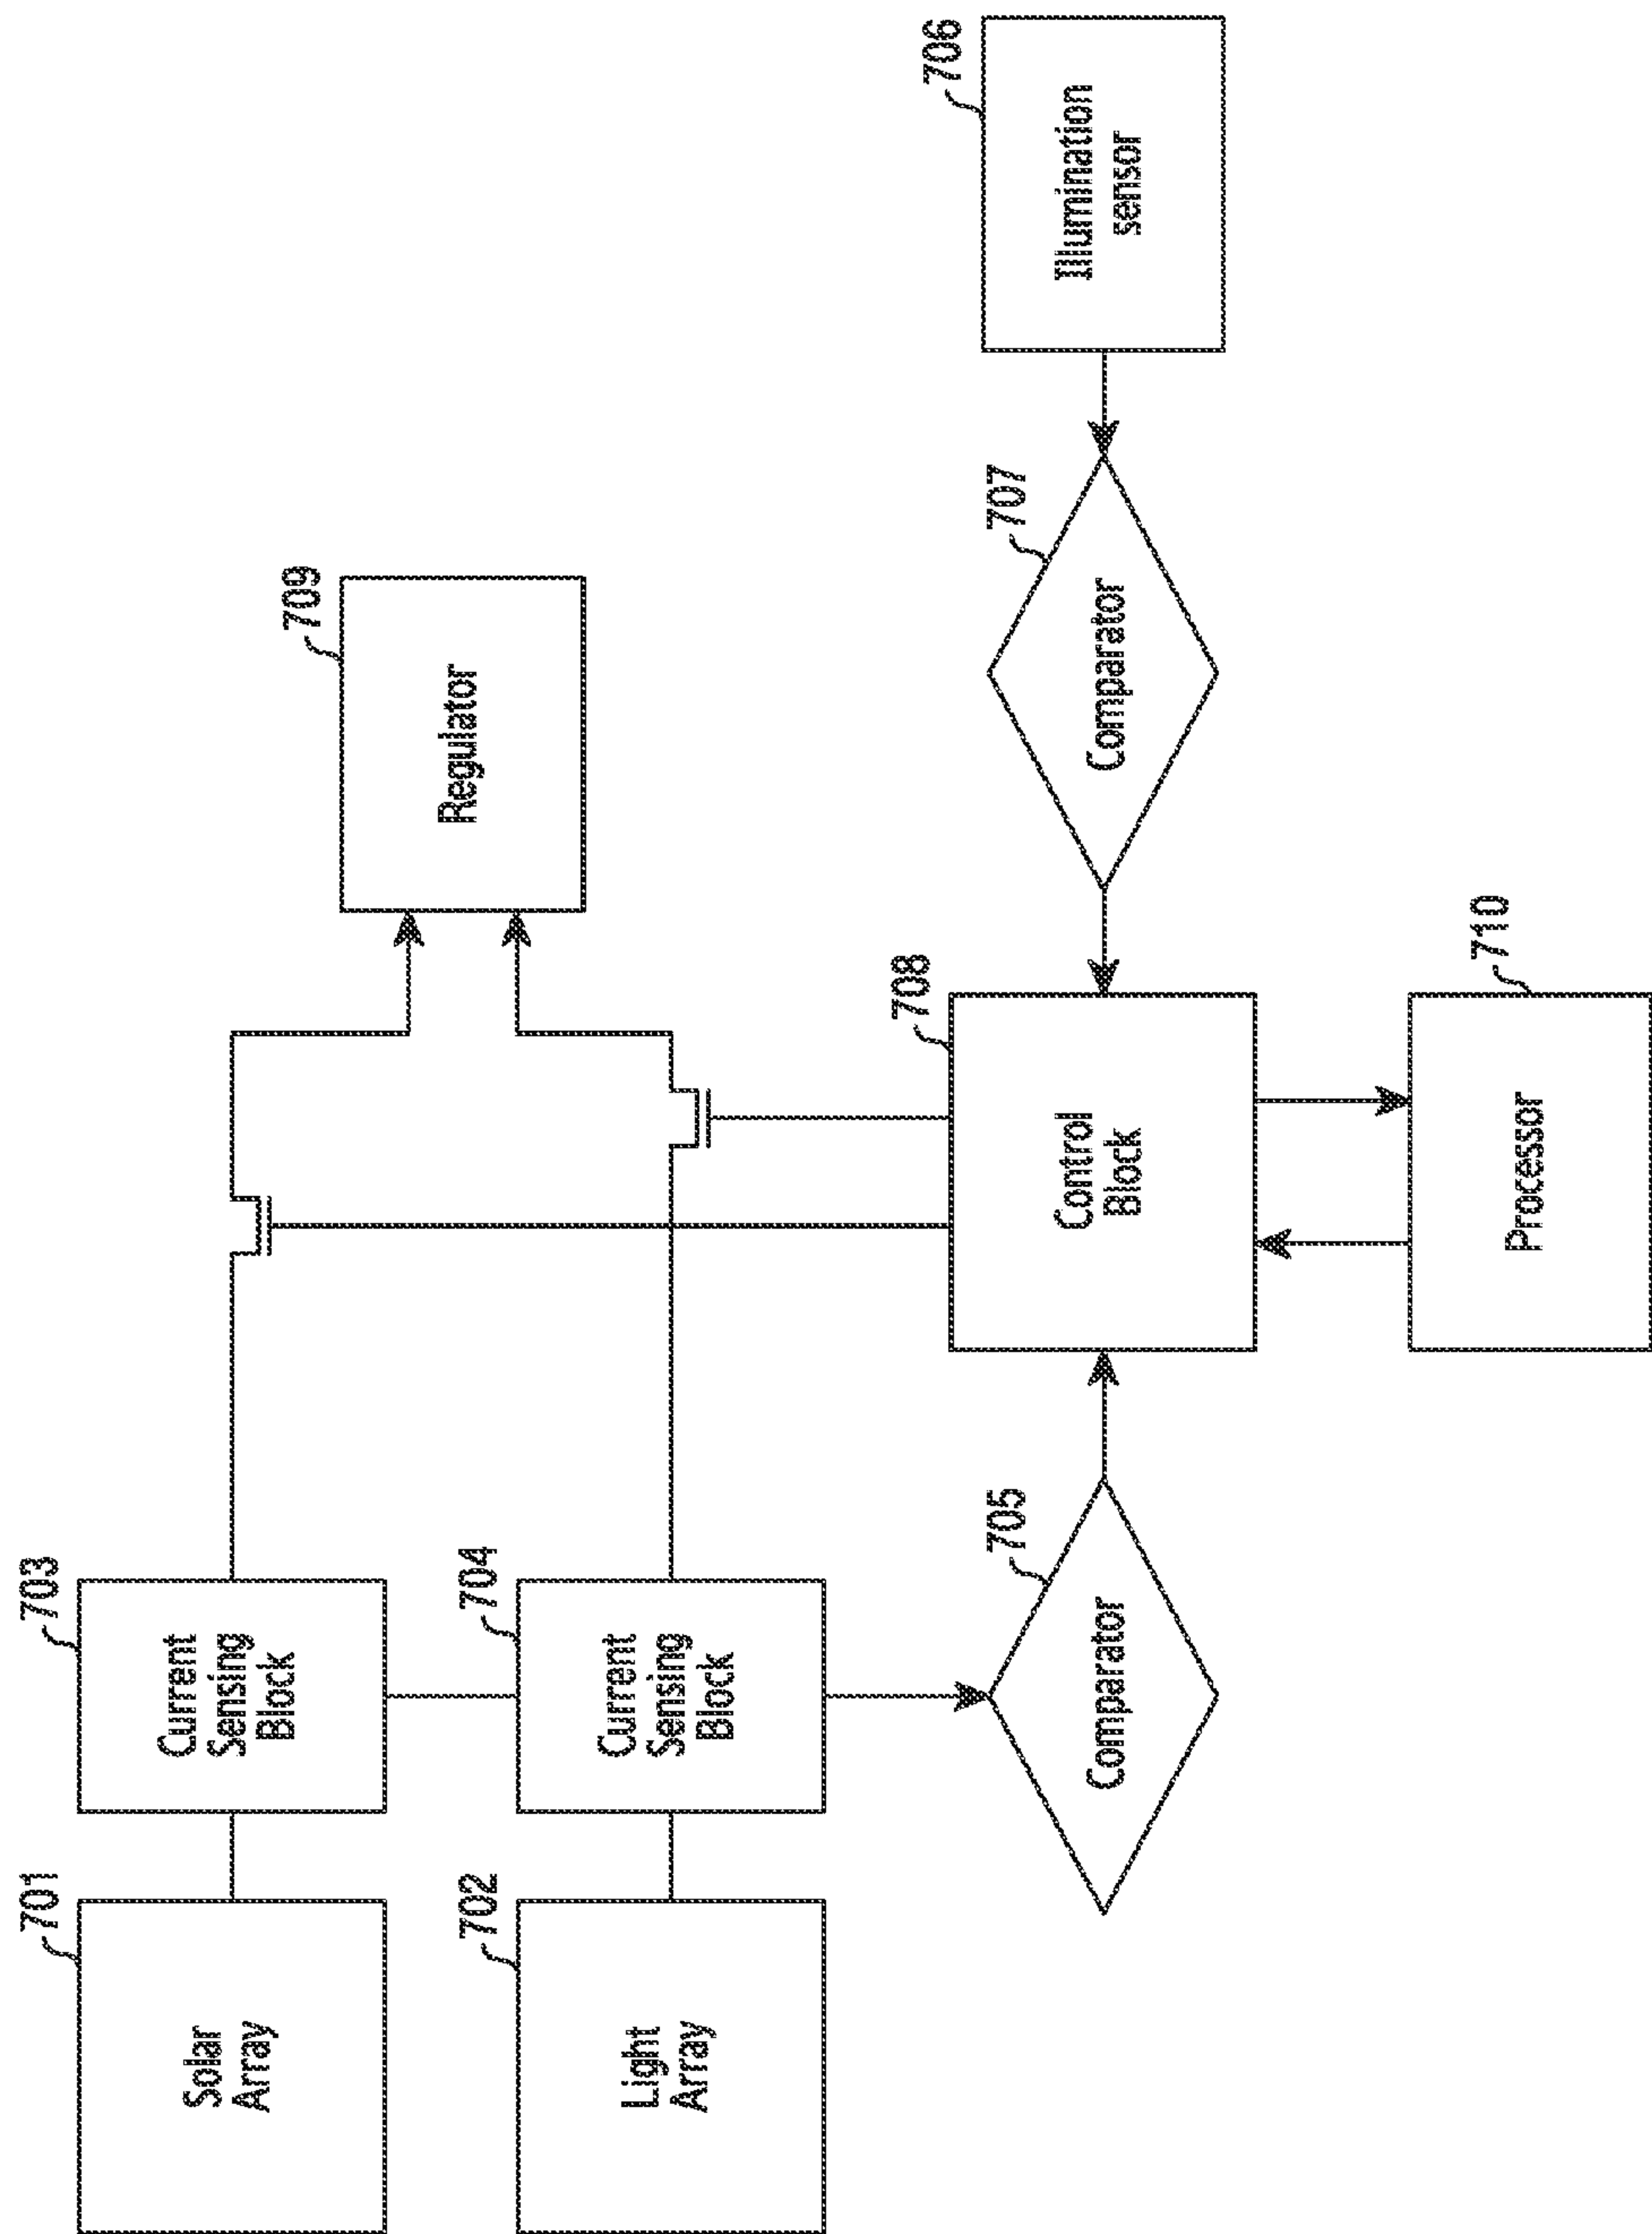 701
Solar
Array
703
Current
Sensing
Block
709
Regulator
702
Light
Array
704
Current
Sensing
Block
705
Comparator
708
Control
Block
707
Comparator
706
Illumination
sensor
710
Processor